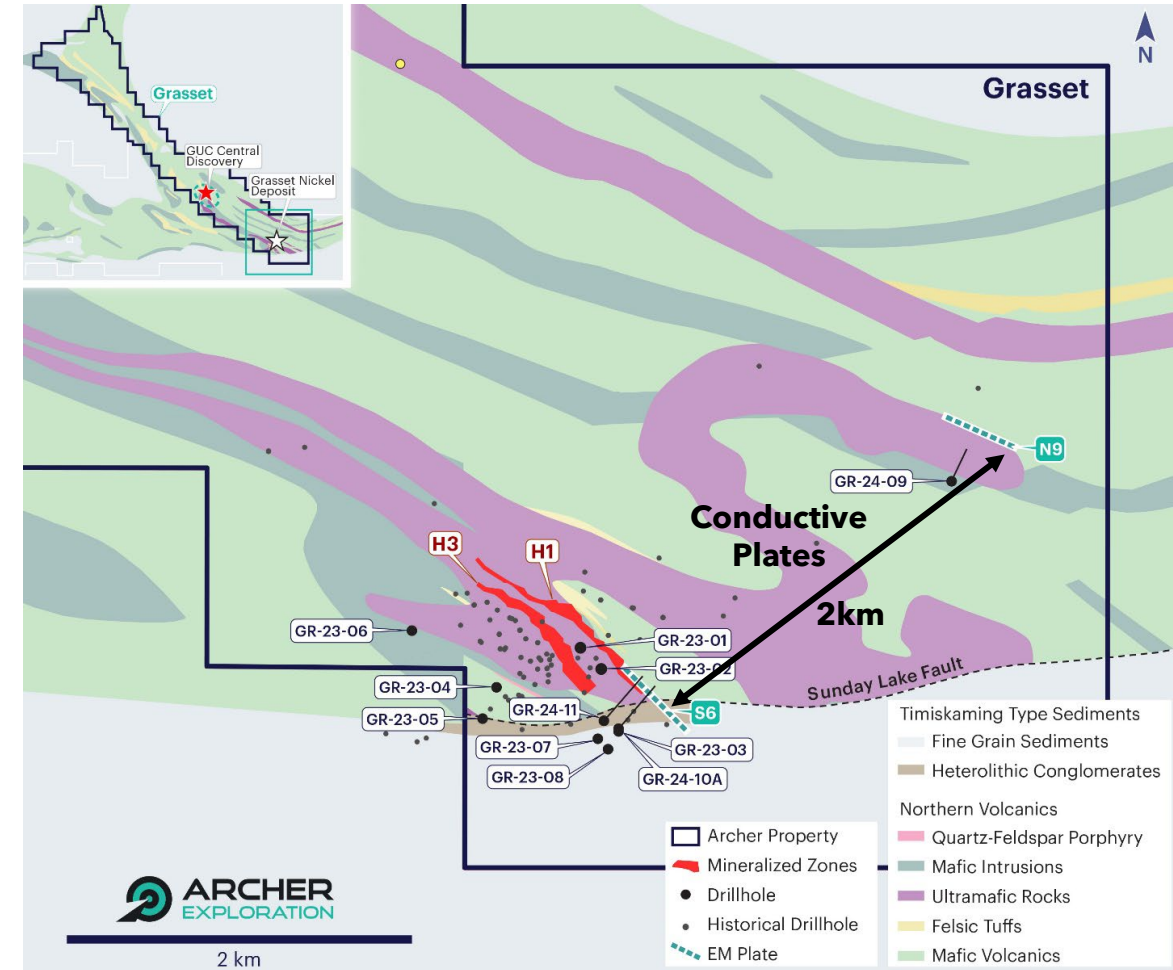 Grasset
GUC Central
Discovery
Grasset Nickel
Deposit
N
Grasset
N9
GR-24-09
Conductive
Plates
2km
H3
H1
GR-23-06
GR-23-01
GR-23-02
Sunday Lake Fault
GR-23-04
GR-24-11
S6
GR-23-05
GR-23-07
GR-23-03
GR-23-08
GR-24-10A
Archer Property
Mineralized Zones
Drillhole
Historical Drillhole
EM Plate
Timiskaming Type Sediments
Fine Grain Sediments
Heterolithic Conglomerates
Northern Volcanics
Quartz-Feldspar Porphyry
Mafic Intrusions
Ultramafic Rocks
Felsic Tuffs
Mafic Volcanics
ARCHER
EXPLORATION
2 km